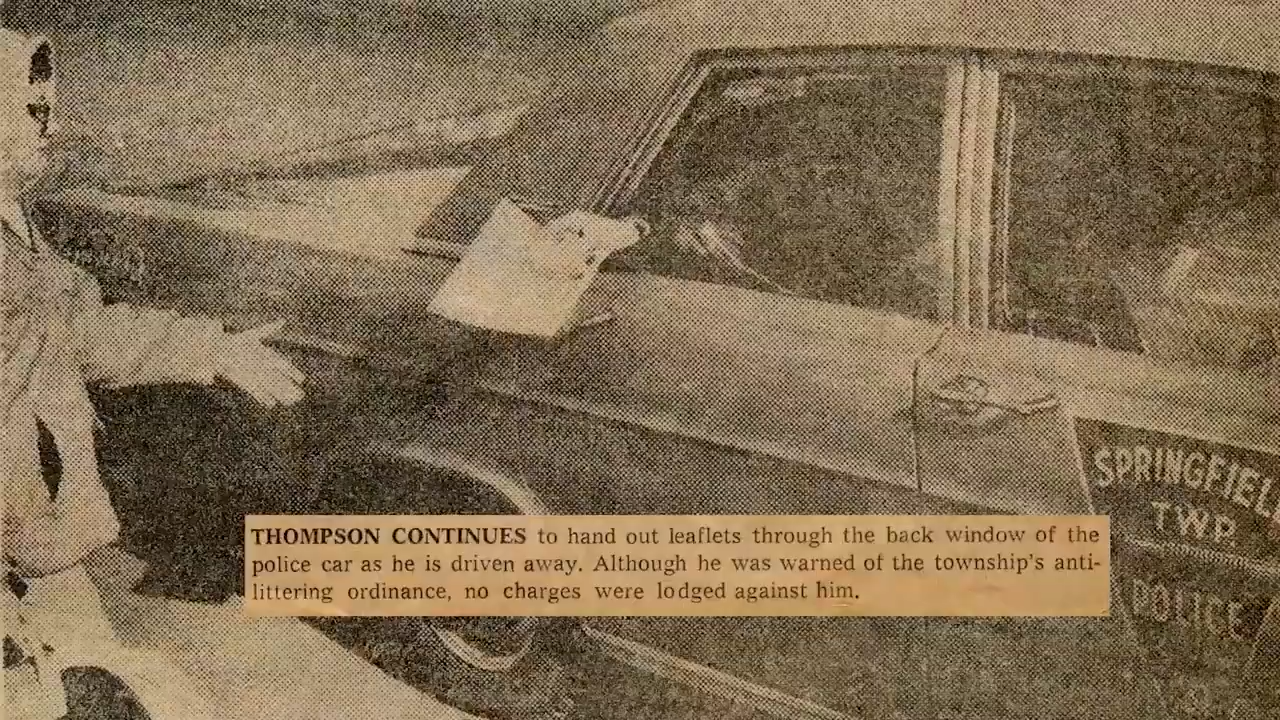 THOMPSON CONTINUES to hand out leaflets through the back window of the
police car as he is driven away. Although he was warned of the township's anti-
littering ordinance, no charges were lodged against him.
SPRINGFIEL
TWP.
POLICE